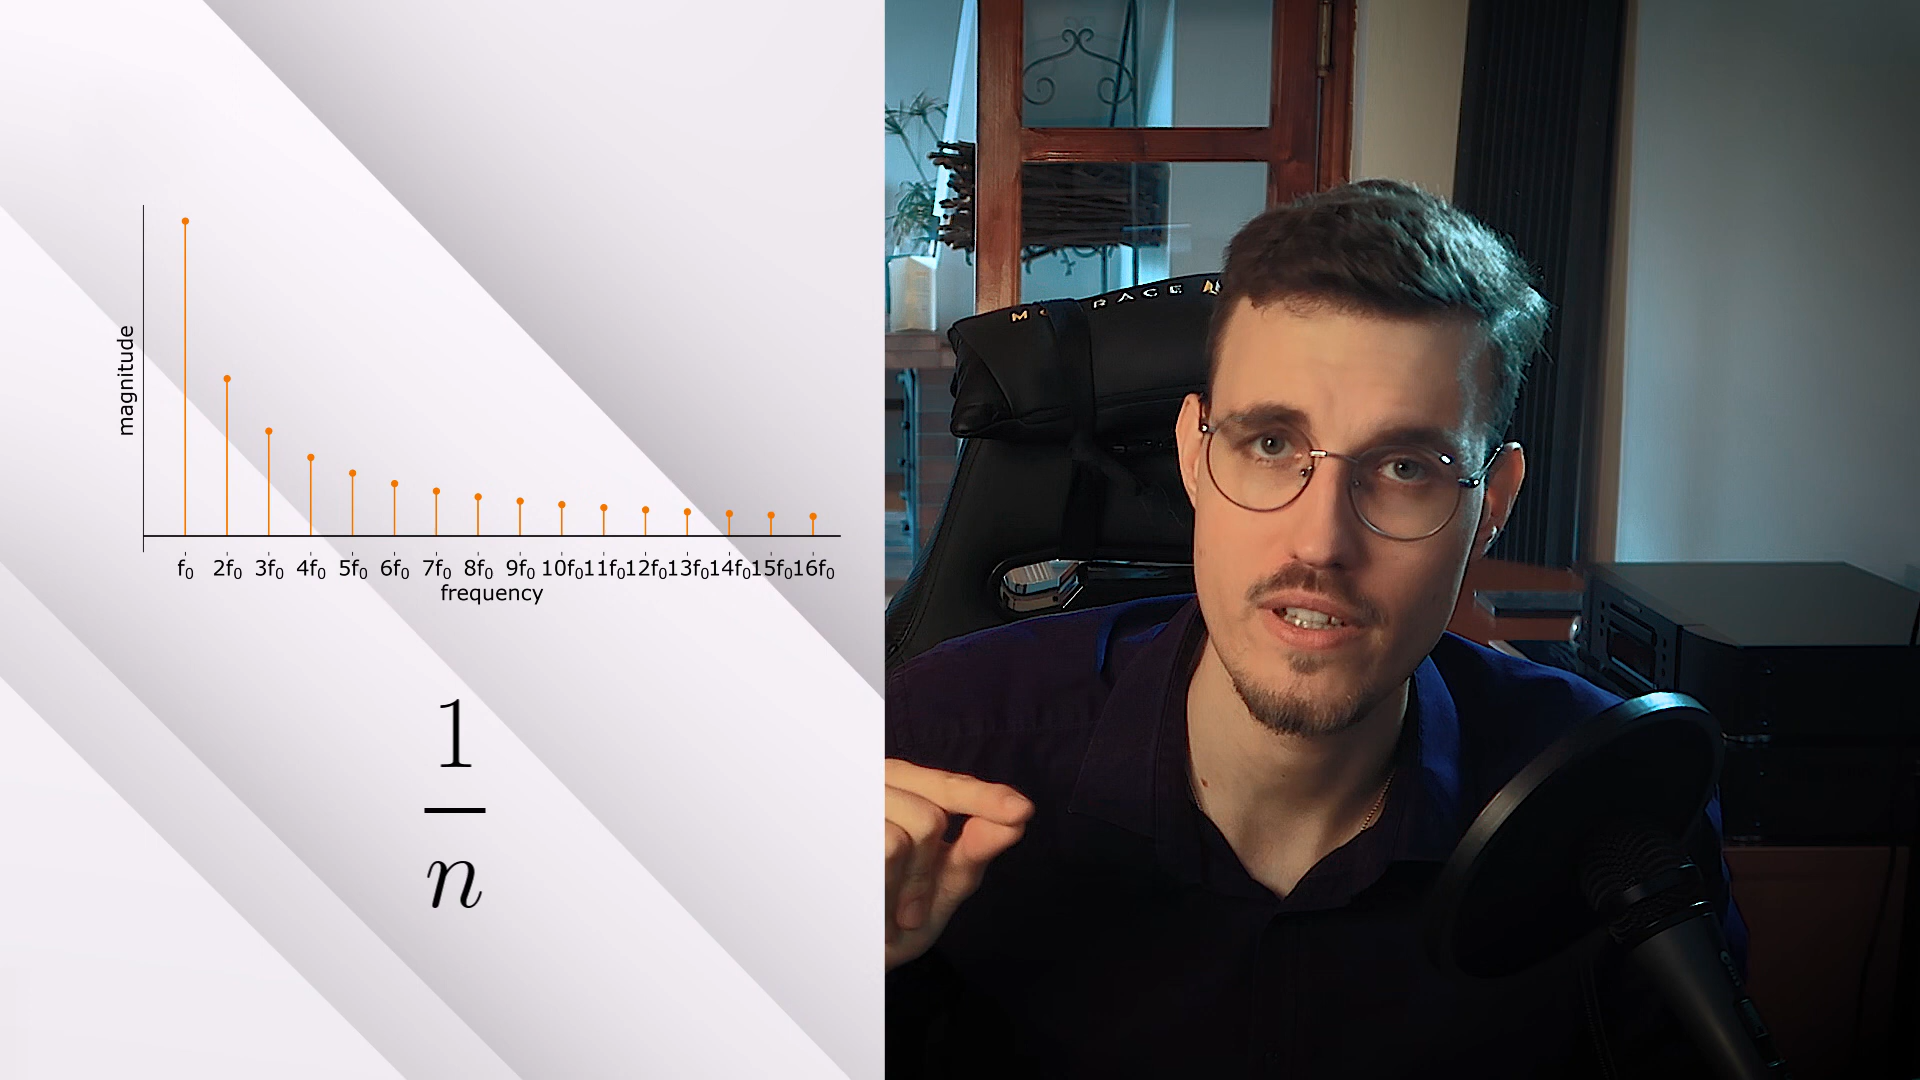 magnitude
f₀ 2f₀ 3f₀ 4f₀ 5f₀ 6f₀ 7f₀ 8f₀ 9f₀ 10f₀ 11f₀ 12f₀ 13f₀ 14f₀ 15f₀ 16f₀
frequency
1
n
RACE